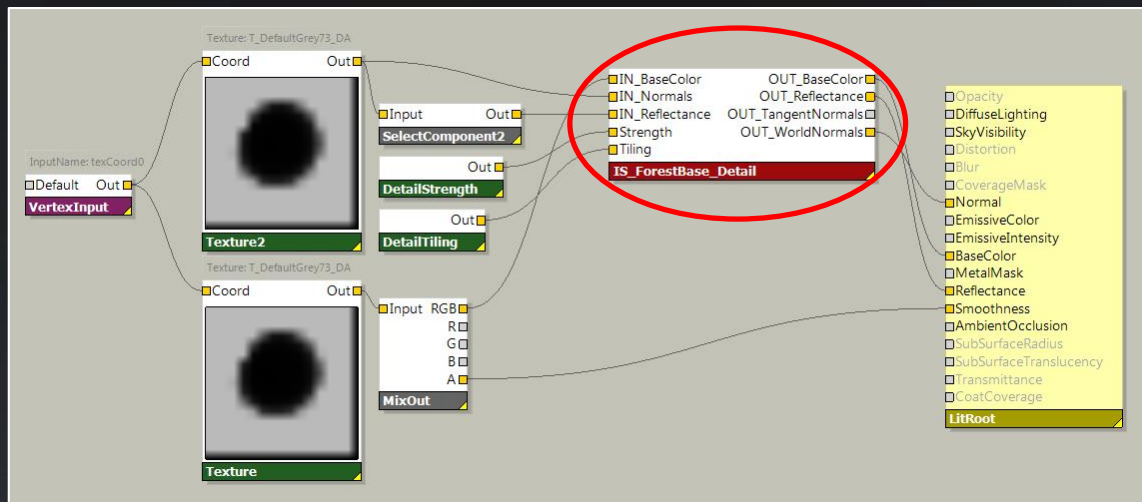 InputName: texCoord0
Default Out
VertexInput
Texture: T_DefaultGrey73_DA
Coord Out
Texture2
Texture: T_DefaultGrey73_DA
Coord Out
Texture
Input Out
SelectComponent2
Out
DetailStrength
Out
DetailTiling
Input RGB
R
G
B
A
MixOut
IN_BaseColor OUT_BaseColor
IN_Normals OUT_Reflectance
IN_Reflectance OUT_TangentNormals
Strength OUT_WorldNormals
Tiling
IS_ForestBase_Detail
Opacity
DiffuseLighting
SkyVisibility
Distortion
Blur
CoverageMask
Normal
EmissiveColor
EmissiveIntensity
BaseColor
MetalMask
Reflectance
Smoothness
AmbientOcclusion
SubSurfaceRadius
SubSurfaceTranslucency
Transmittance
CoatCoverage
LitRoot